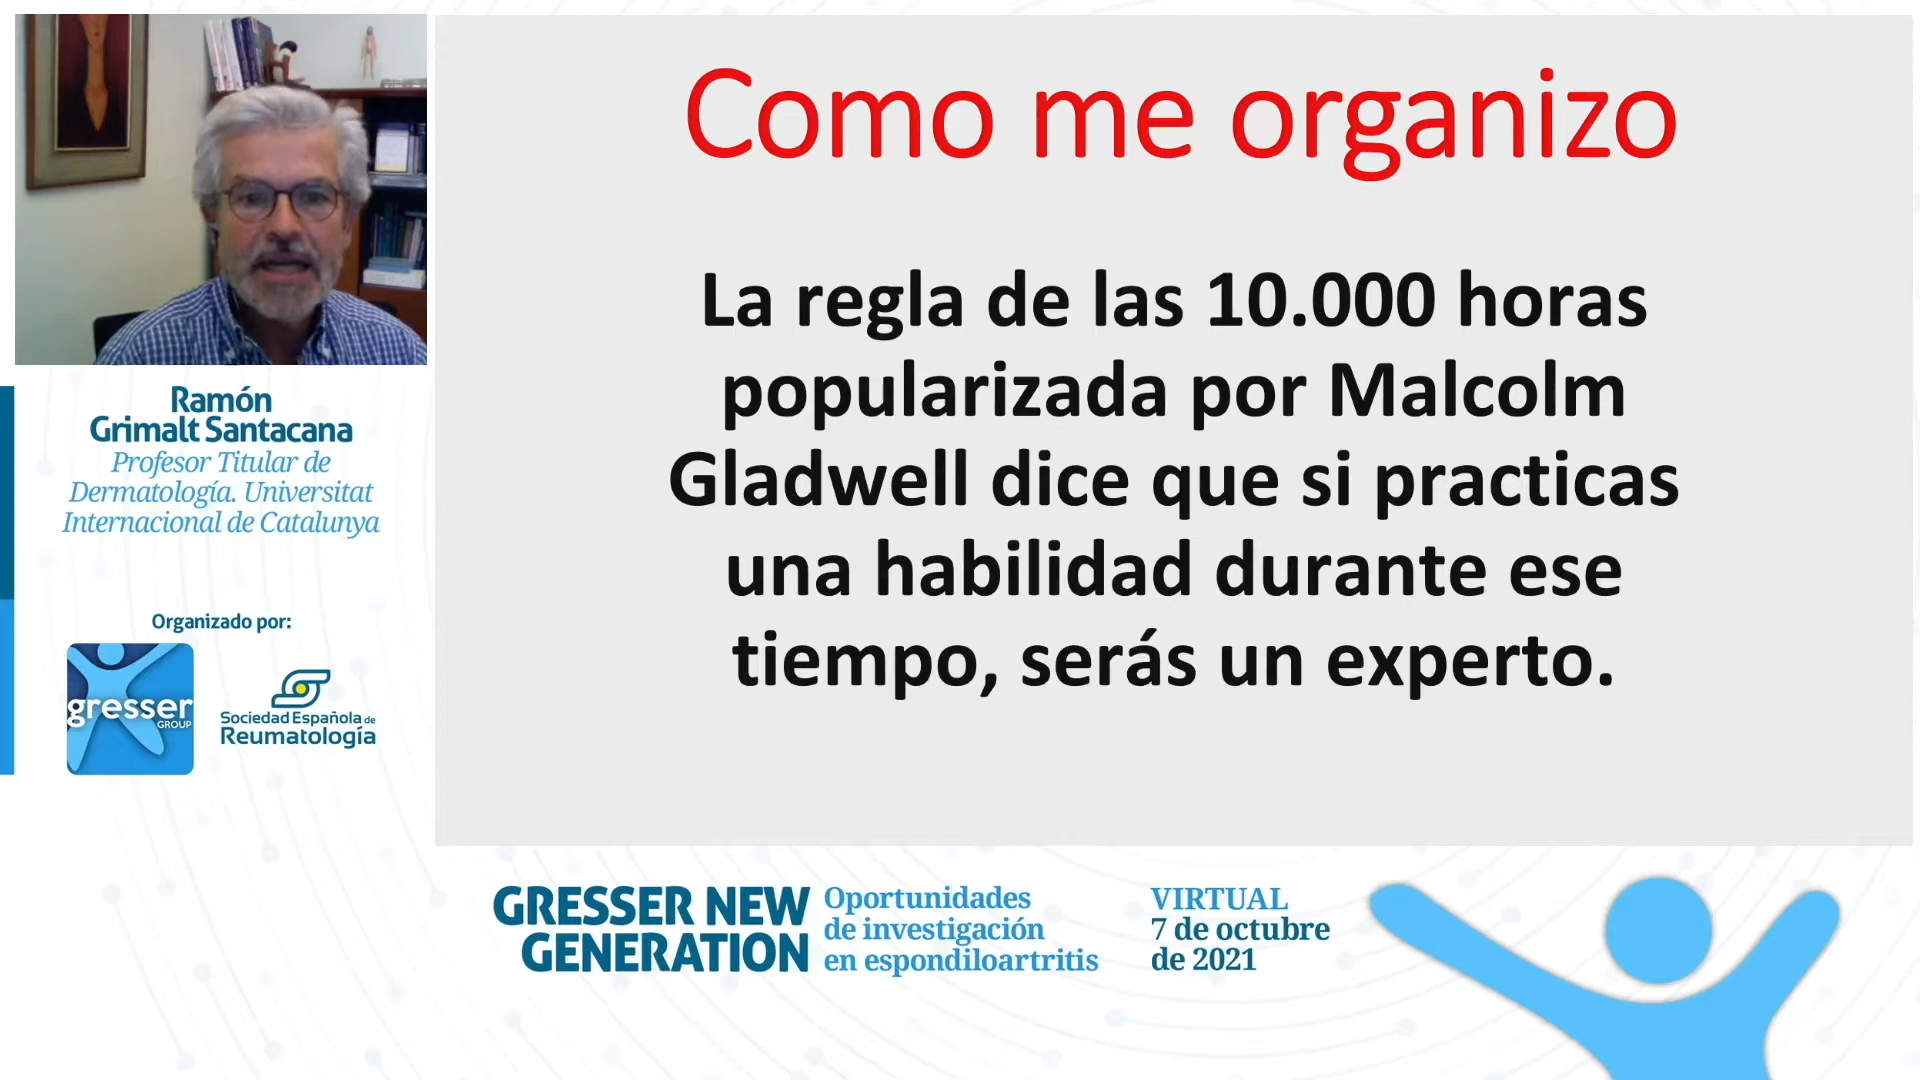 Como me organizo
La regla de las 10.000 horas
popularizada por Malcolm
Gladwell dice que si practicas
una habilidad durante ese
tiempo, serás un experto.
Ramón
Grimalt Santacana
Profesor Titular de
Dermatología. Universitat
Internacional de Catalunya
Organizado por:
gresser
GROUP
Sociedad Española de
Reumatología
GRESSER NEW
GENERATION
Oportunidades
de investigación
en espondiloartritis
VIRTUAL
7 de octubre
de 2021